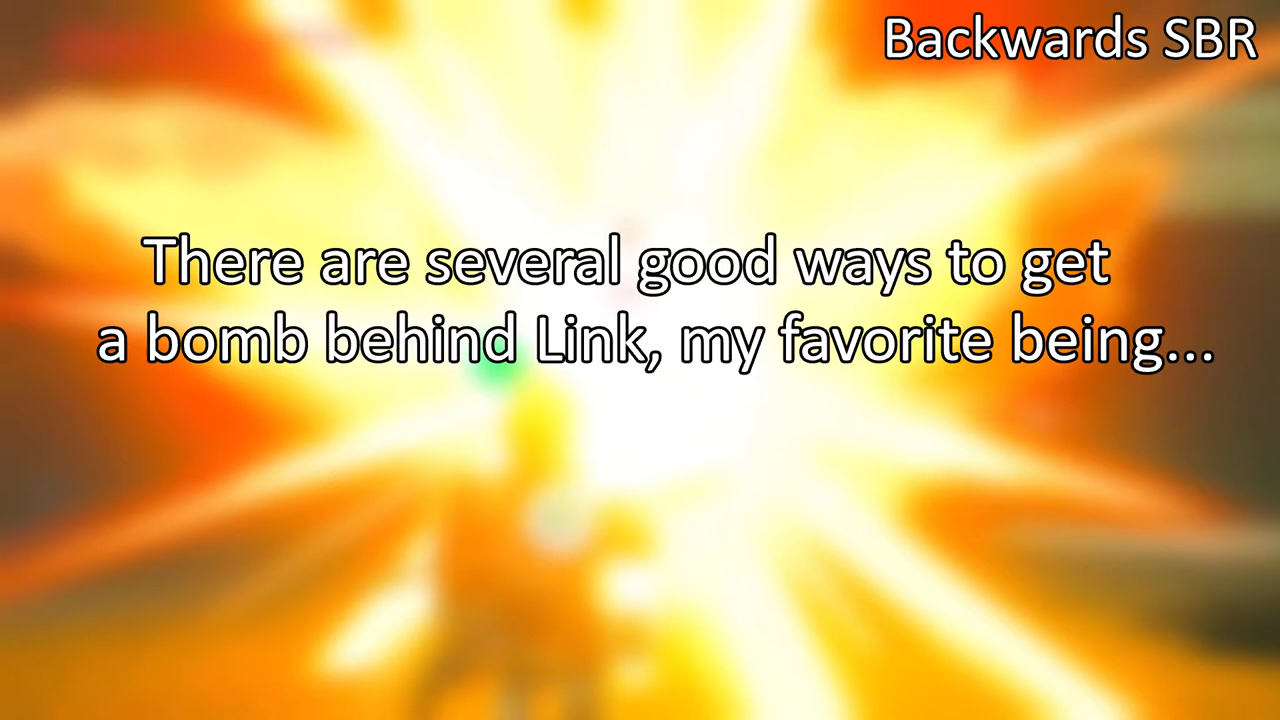 Backwards SBR
There are several good ways to get
a bomb behind Link, my favorite being...